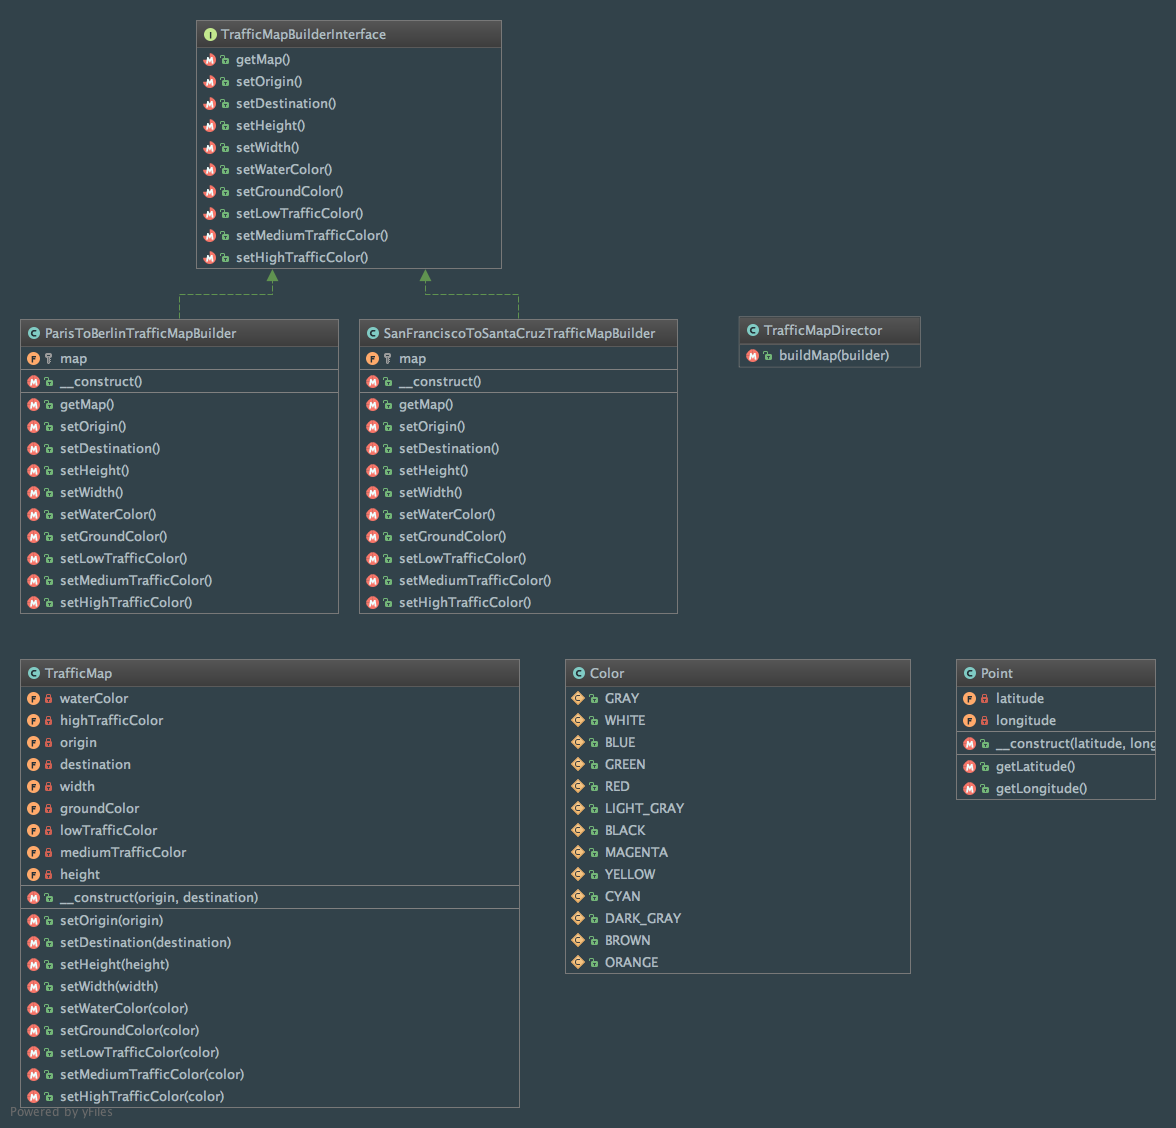 TrafficMapBuilderInterface
getMap()
setOrigin()
setDestination()
setHeight()
setWidth()
setWaterColor()
setGroundColor()
setLowTrafficColor()
setMediumTrafficColor()
setHighTrafficColor()
ParisToBerlinTrafficMapBuilder
map
__construct()
getMap()
setOrigin()
setDestination()
setHeight()
setWidth()
setWaterColor()
setGroundColor()
setLowTrafficColor()
setMediumTrafficColor()
setHighTrafficColor()
SanFranciscoToSantaCruzTrafficMapBuilder
map
__construct()
getMap()
setOrigin()
setDestination()
setHeight()
setWidth()
setWaterColor()
setGroundColor()
setLowTrafficColor()
setMediumTrafficColor()
setHighTrafficColor()
TrafficMapDirector
buildMap(builder)
TrafficMap
waterColor
highTrafficColor
origin
destination
width
groundColor
lowTrafficColor
mediumTrafficColor
height
__construct(origin, destination)
setOrigin(origin)
setDestination(destination)
setHeight(height)
setWidth(width)
setWaterColor(color)
setGroundColor(color)
setLowTrafficColor(color)
setMediumTrafficColor(color)
setHighTrafficColor(color)
Color
GRAY
WHITE
BLUE
GREEN
RED
LIGHT_GRAY
BLACK
MAGENTA
YELLOW
CYAN
DARK_GRAY
BROWN
ORANGE
Point
latitude
longitude
__construct(latitude, long
getLatitude()
getLongitude()
Powered by yFiles